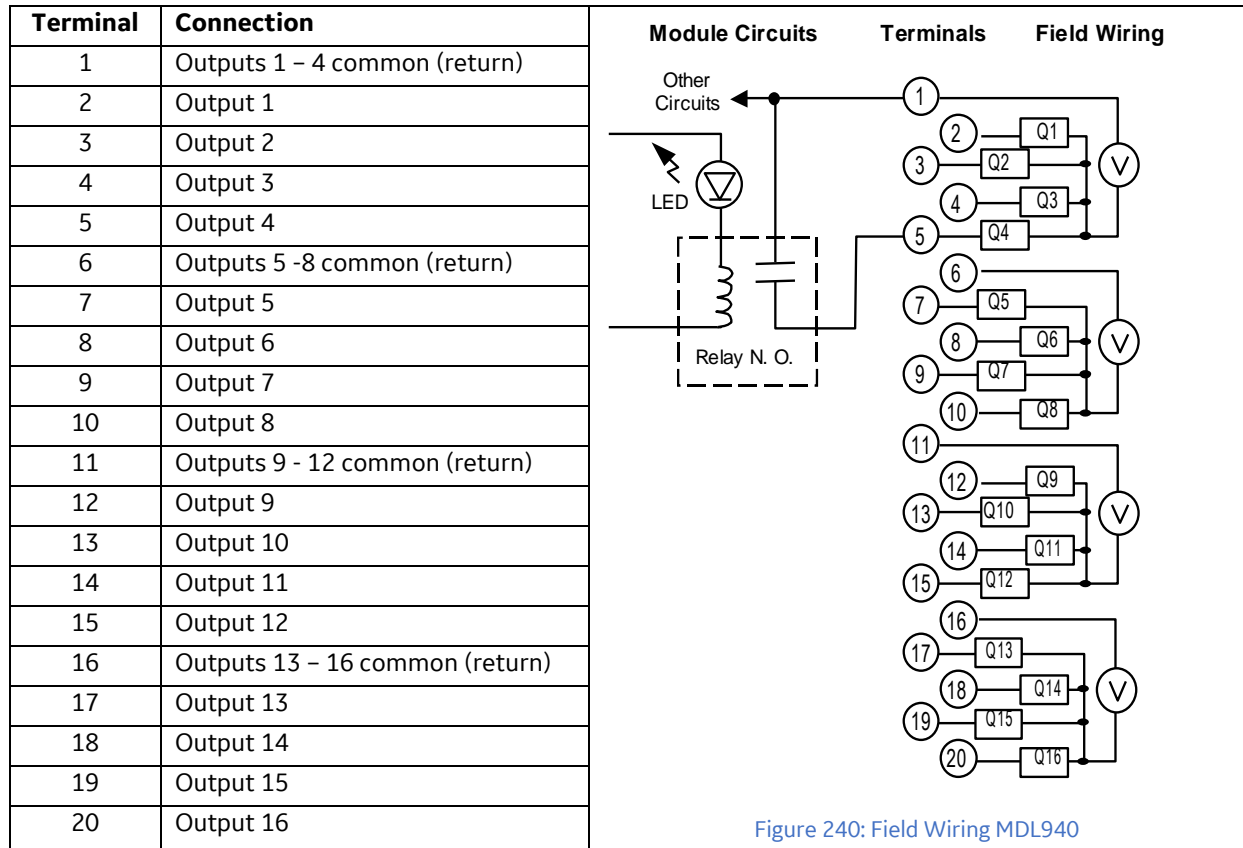 Terminal Connection
1 Outputs 1 – 4 common (return)
2 Output 1
3 Output 2
4 Output 3
5 Output 4
6 Outputs 5 -8 common (return)
7 Output 5
8 Output 6
9 Output 7
10 Output 8
11 Outputs 9 - 12 common (return)
12 Output 9
13 Output 10
14 Output 11
15 Output 12
16 Outputs 13 – 16 common (return)
17 Output 13
18 Output 14
19 Output 15
20 Output 16
Module Circuits Terminals Field Wiring
Other
Circuits
LED
Relay N. O.
1
2 Q1
3 Q2
V
4 Q3
5 Q4
6
7 Q5
8 Q6
V
9 Q7
10 Q8
11
12 Q9
13 Q10
V
14 Q11
15 Q12
16
17 Q13
18 Q14
V
19 Q15
20 Q16
Figure 240: Field Wiring MDL940